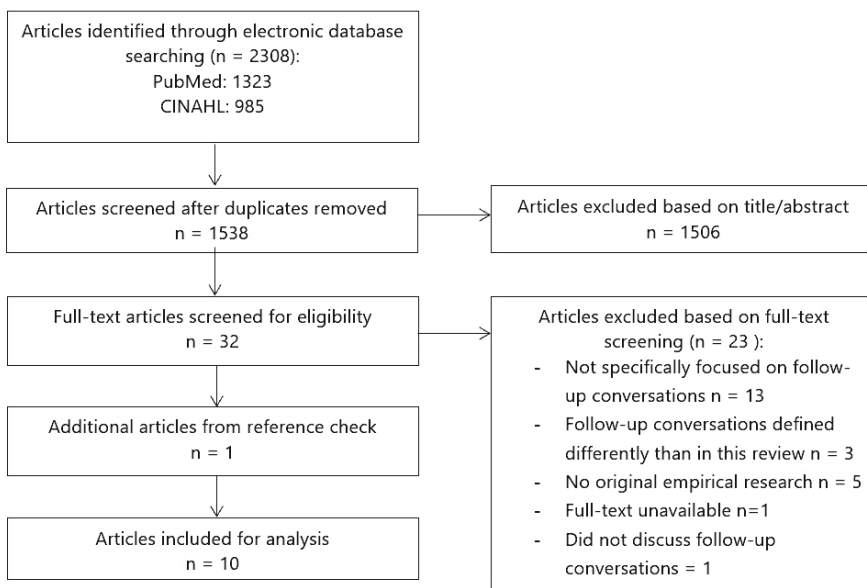 Articles identified through electronic database
searching (n = 2308):
PubMed: 1323
CINAHL: 985
Articles screened after duplicates removed
n = 1538
Articles excluded based on title/abstract
n = 1506
Full-text articles screened for eligibility
n = 32
Articles excluded based on full-text
screening (n = 23 ):
- Not specifically focused on follow-
up conversations n = 13
- Follow-up conversations defined
differently than in this review n = 3
- No original empirical research n = 5
- Full-text unavailable n=1
- Did not discuss follow-up
conversations = 1
Additional articles from reference check
n = 1
Articles included for analysis
n = 10